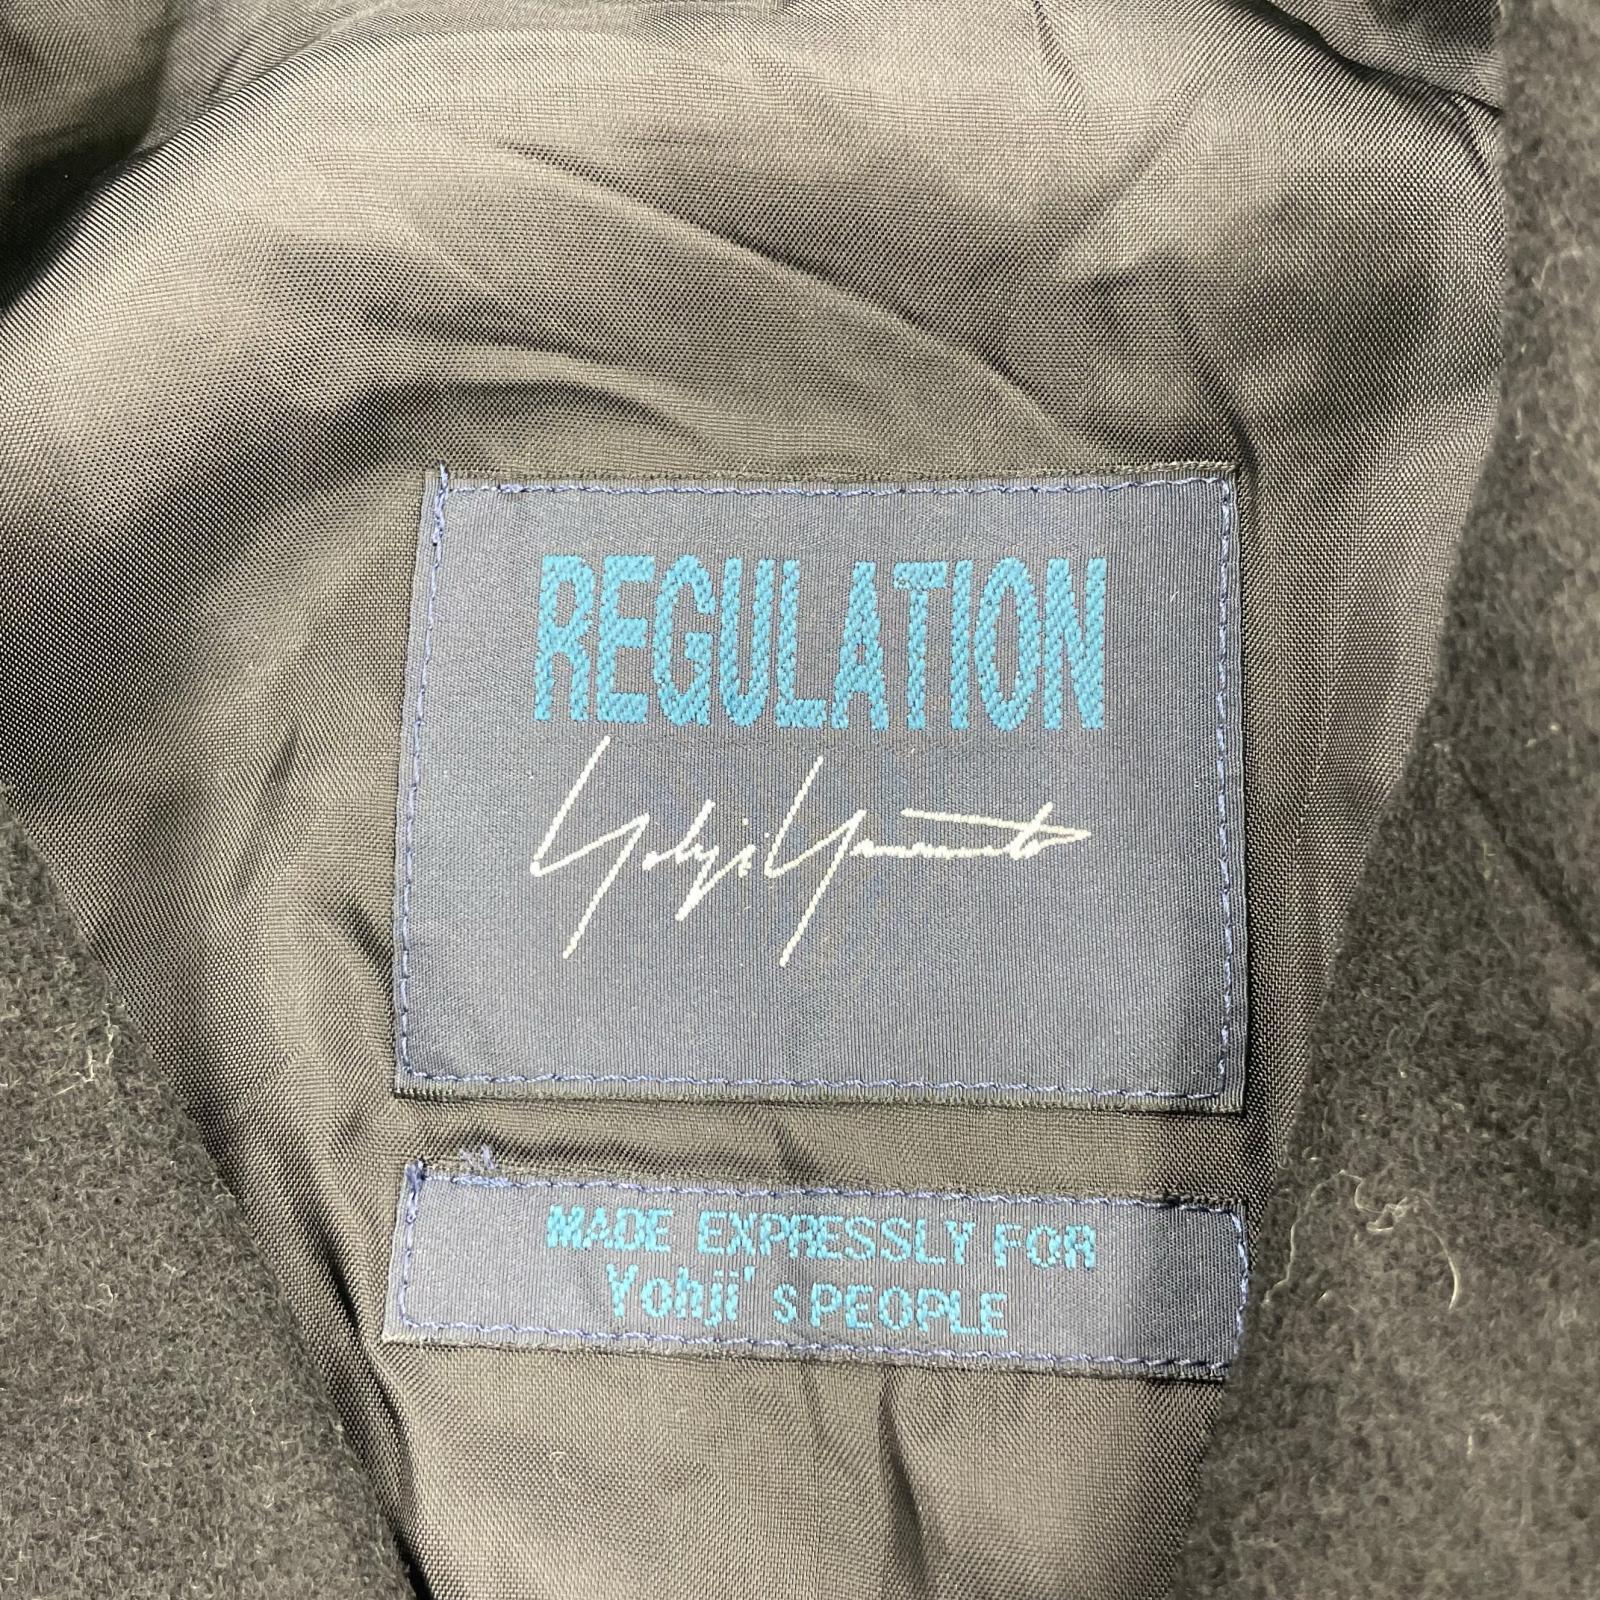 REGULATION
Yohji Yamamoto
MADE EXPRESSLY FOR
Yohji' s PEOPLE